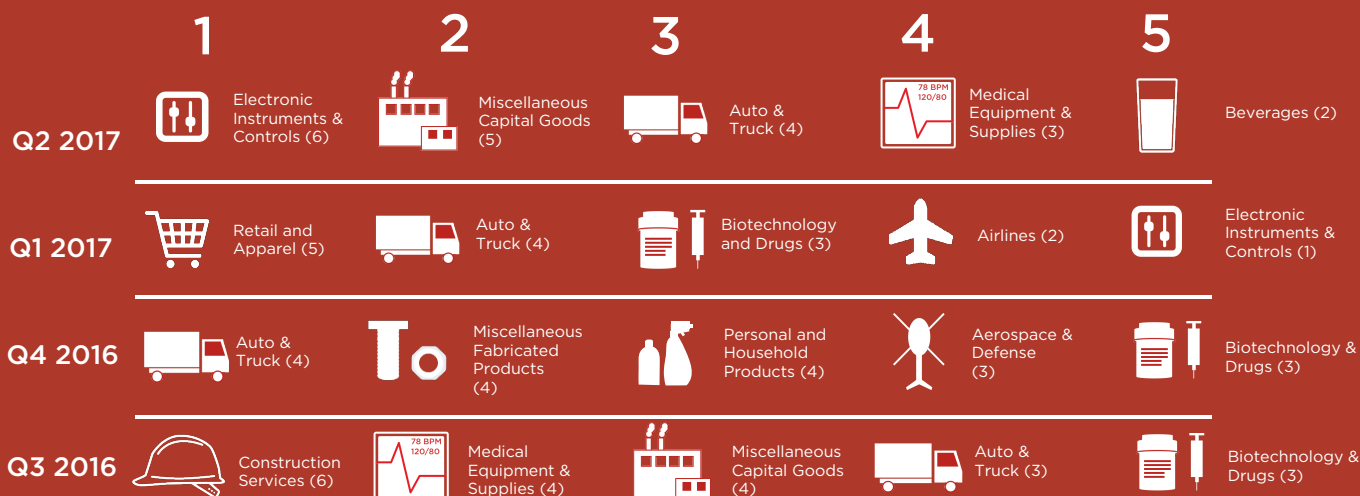 1
2
3
4
5
Q2 2017
Electronic
Instruments &
Controls (6)
Miscellaneous
Capital Goods
(5)
Auto &
Truck (4)
78 BPM
120/80
Medical
Equipment &
Supplies (3)
Beverages (2)
Q1 2017
Retail and
Apparel (5)
Auto &
Truck (4)
Biotechnology
and Drugs (3)
Airlines (2)
Electronic
Instruments &
Controls (1)
Q4 2016
Auto &
Truck (4)
Miscellaneous
Fabricated
Products
(4)
Personal and
Household
Products (4)
Aerospace &
Defense
(3)
Biotechnology &
Drugs (3)
Q3 2016
Construction
Services (6)
78 BPM
120/80
Medical
Equipment &
Supplies (4)
Miscellaneous
Capital Goods
(4)
Auto &
Truck (3)
Biotechnology &
Drugs (3)